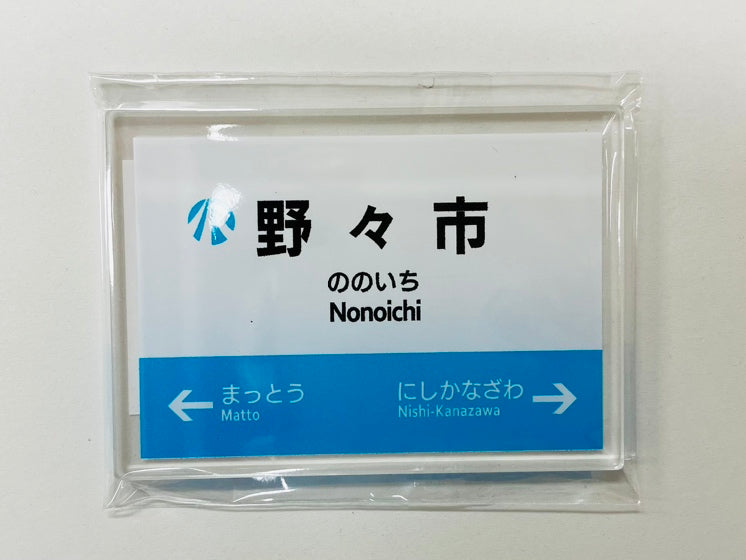 野々市
ののいち
Nonoichi
← まっとう
Matto
にしかなざわ →
Nishi-Kanazawa